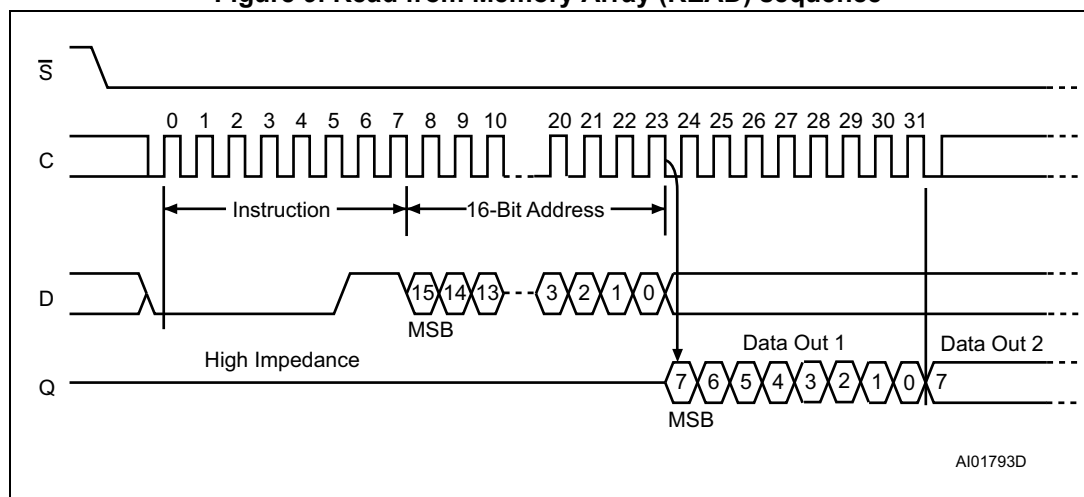 Figure 9. Read from Memory Array (READ) sequence
S
0 1 2 3 4 5 6 7 8 9 10 20 21 22 23 24 25 26 27 28 29 30 31
C
Instruction 16-Bit Address
D 15 14 13 3 2 1 0
MSB
High Impedance Data Out 1 Data Out 2
Q 7 6 5 4 3 2 1 0 7
MSB
AI01793D